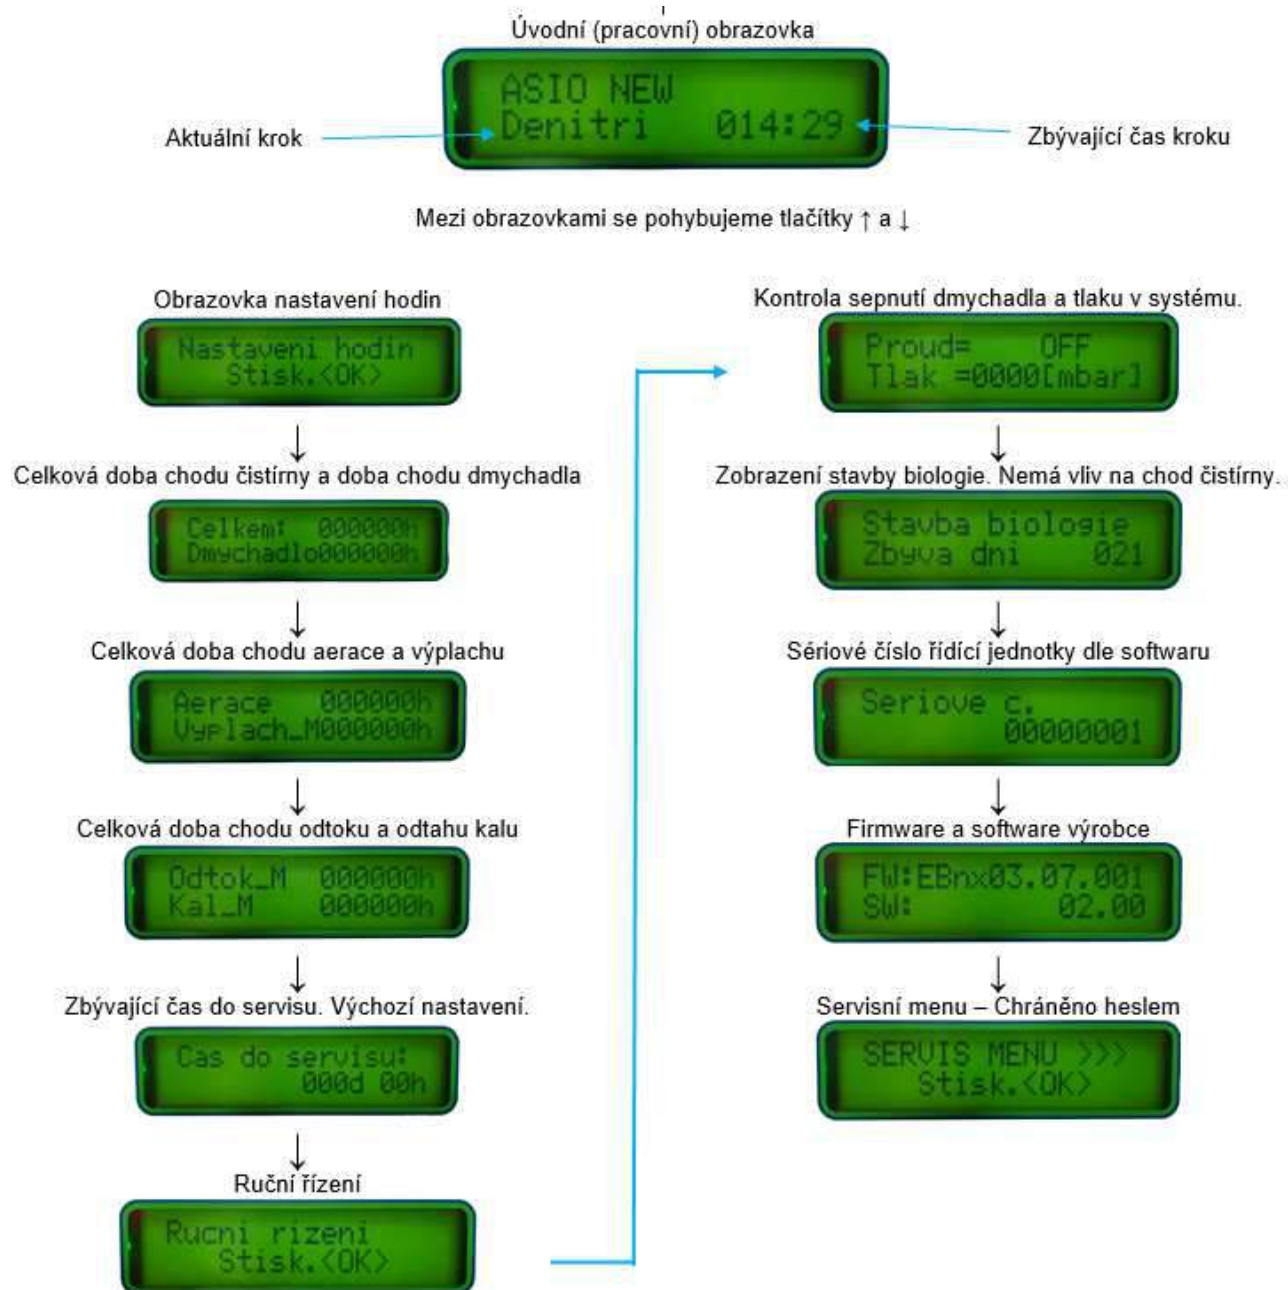 Úvodní (pracovní) obrazovka
ASIO NEW
Denitri 014:29
Aktuální krok
Zbývající čas kroku
Mezi obrazovkami se pohybujeme tlačítky ↑ a ↓
Obrazovka nastavení hodin
Nastaveni hodin
Stisk.<OK>
Celková doba chodu čistírny a doba chodu dmychadla
Celkem: 000000h
Dmychadlo000000h
Celková doba chodu aerace a výplachu
Aerace 000000h
Vyplach_M000000h
Celková doba chodu odtoku a odtahu kalu
Odtok_M 000000h
Kal_M 000000h
Zbývající čas do servisu. Výchozí nastavení.
Cas do servisu:
000d 00h
Ruční řízení
Rucni rizeni
Stisk.<OK>
Kontrola sepnutí dmychadla a tlaku v systému.
Proud= OFF
Tlak =0000[mbar]
Zobrazení stavby biologie. Nemá vliv na chod čistírny.
Stavba biologie
Zbyva dni 021
Sériové číslo řídící jednotky dle softwaru
Seriove c.
00000001
Firmware a software výrobce
FW:EBnx03.07.001
SW: 02.00
Servisní menu – Chráněno heslem
SERVIS MENU >>>
Stisk.<OK>